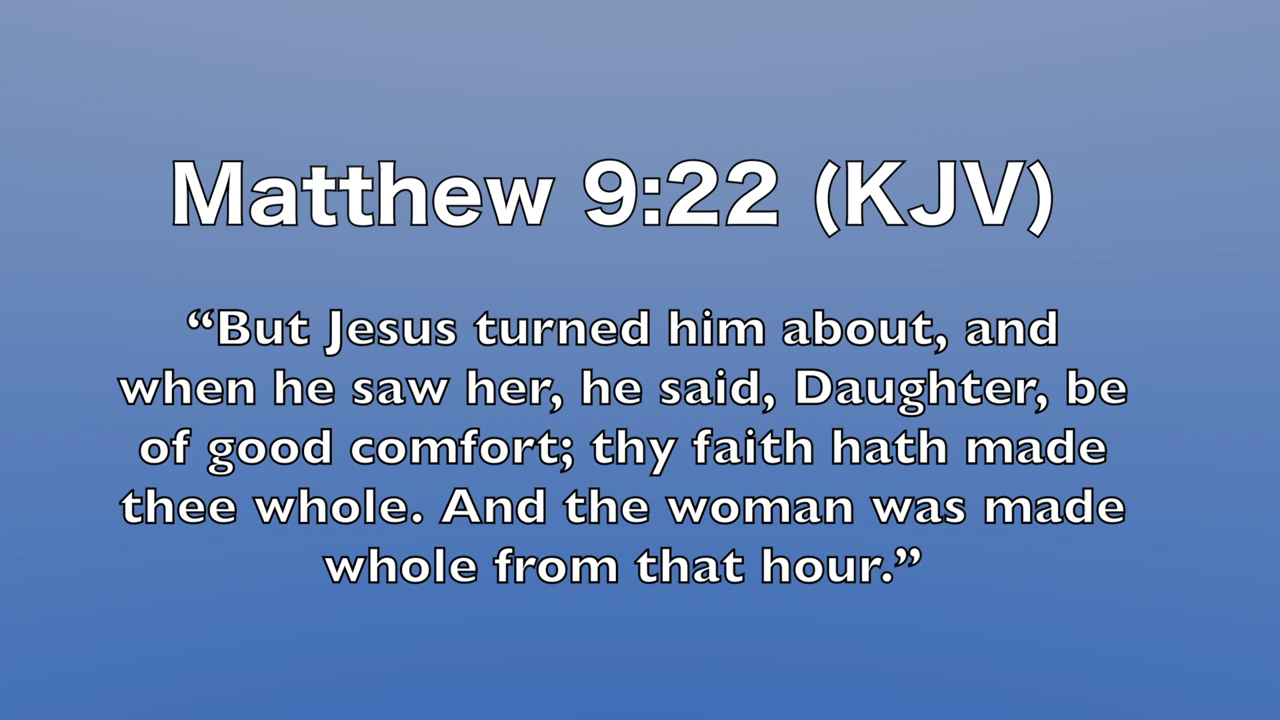 Matthew 9:22 (KJV)
“But Jesus turned him about, and
when he saw her, he said, Daughter, be
of good comfort; thy faith hath made
thee whole. And the woman was made
whole from that hour.”